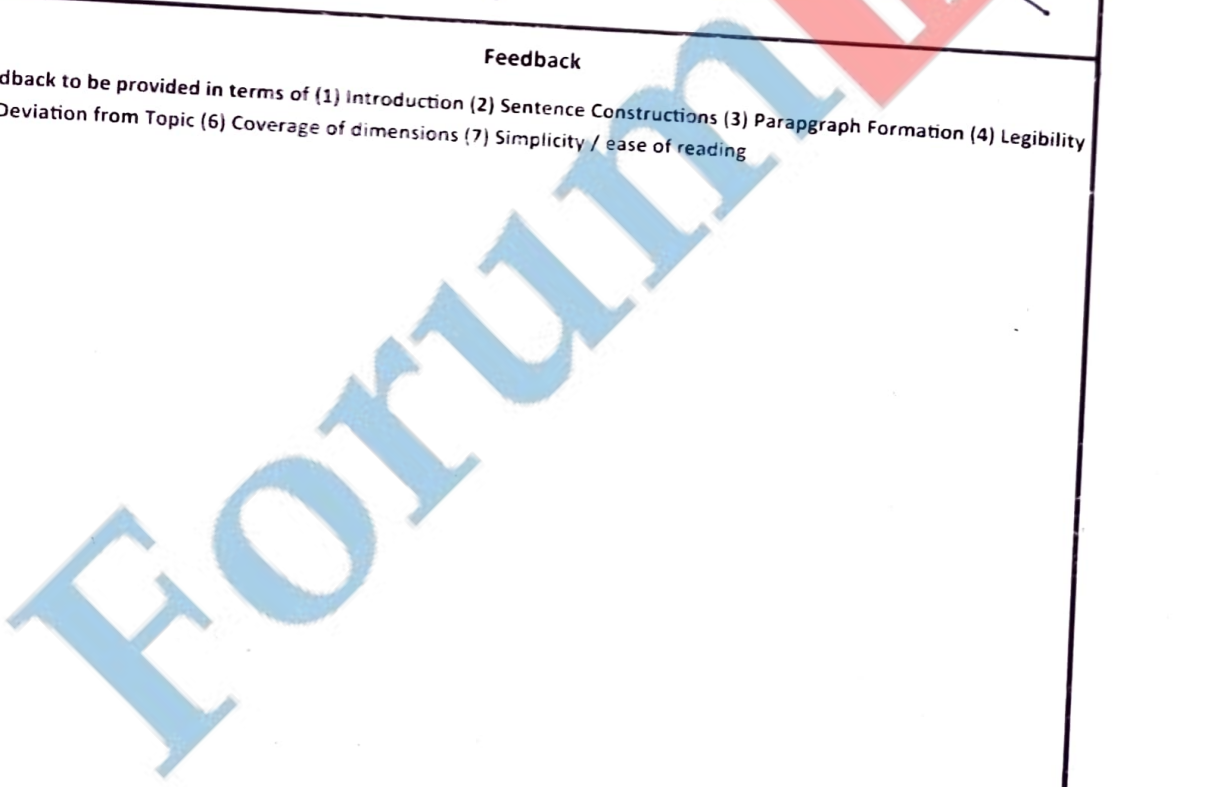 Feedback
dback to be provided in terms of (1) Introduction (2) Sentence Constructions (3) Parapgraph Formation (4) Legibility
Deviation from Topic (6) Coverage of dimensions (7) Simplicity / ease of reading
Forum